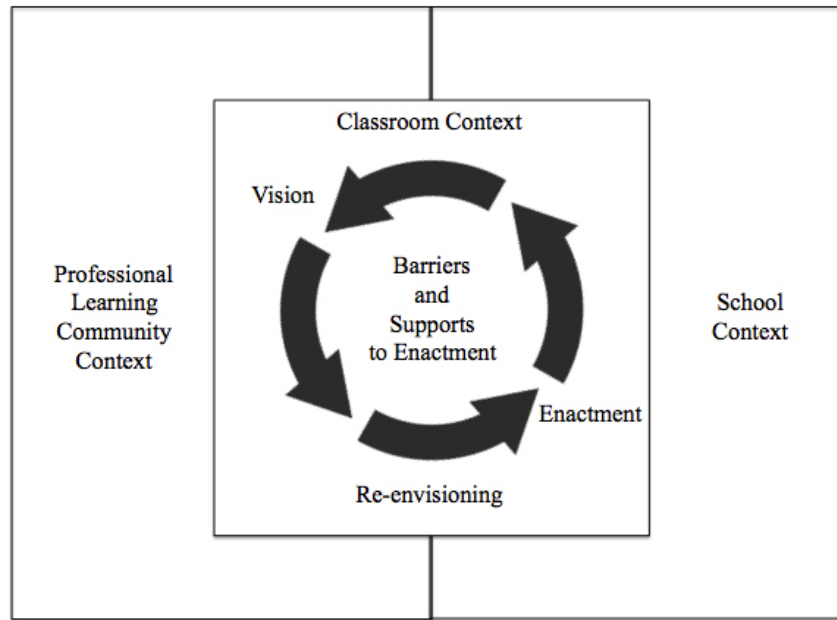 Classroom Context
Vision
Barriers
and
Supports
to Enactment
Professional
Learning
Community
Context
School
Context
Enactment
Re-envisioning